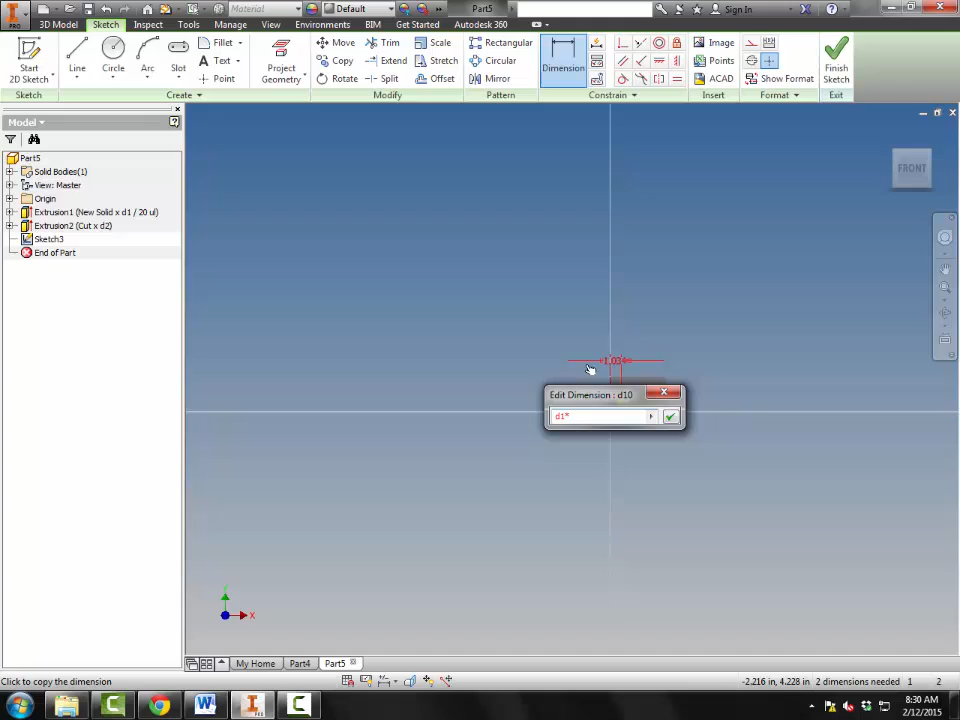 Material
Default
Part5
Sign In
PRO
3D Model
Sketch
Inspect
Tools
Manage
View
Environments
BIM
Get Started
Autodesk 360
Start
2D Sketch
Line
Circle
Arc
Slot
Fillet
Text
Point
Project
Geometry
Move
Copy
Rotate
Trim
Extend
Split
Scale
Stretch
Offset
Rectangular
Circular
Mirror
Dimension
Image
Points
ACAD
Show Format
Finish
Sketch
Sketch
Create
Modify
Pattern
Constrain
Insert
Format
Exit
Model
Part5
Solid Bodies(1)
View: Master
Origin
Extrusion1 (New Solid x d1 / 20 ul)
Extrusion2 (Cut x d2)
Sketch3
End of Part
FRONT
1.034
Edit Dimension : d10
d1*
X
My Home
Part4
Part5
Click to copy the dimension
-2.216 in, 4.228 in
2 dimensions needed
1
2
8:30 AM
2/12/2015